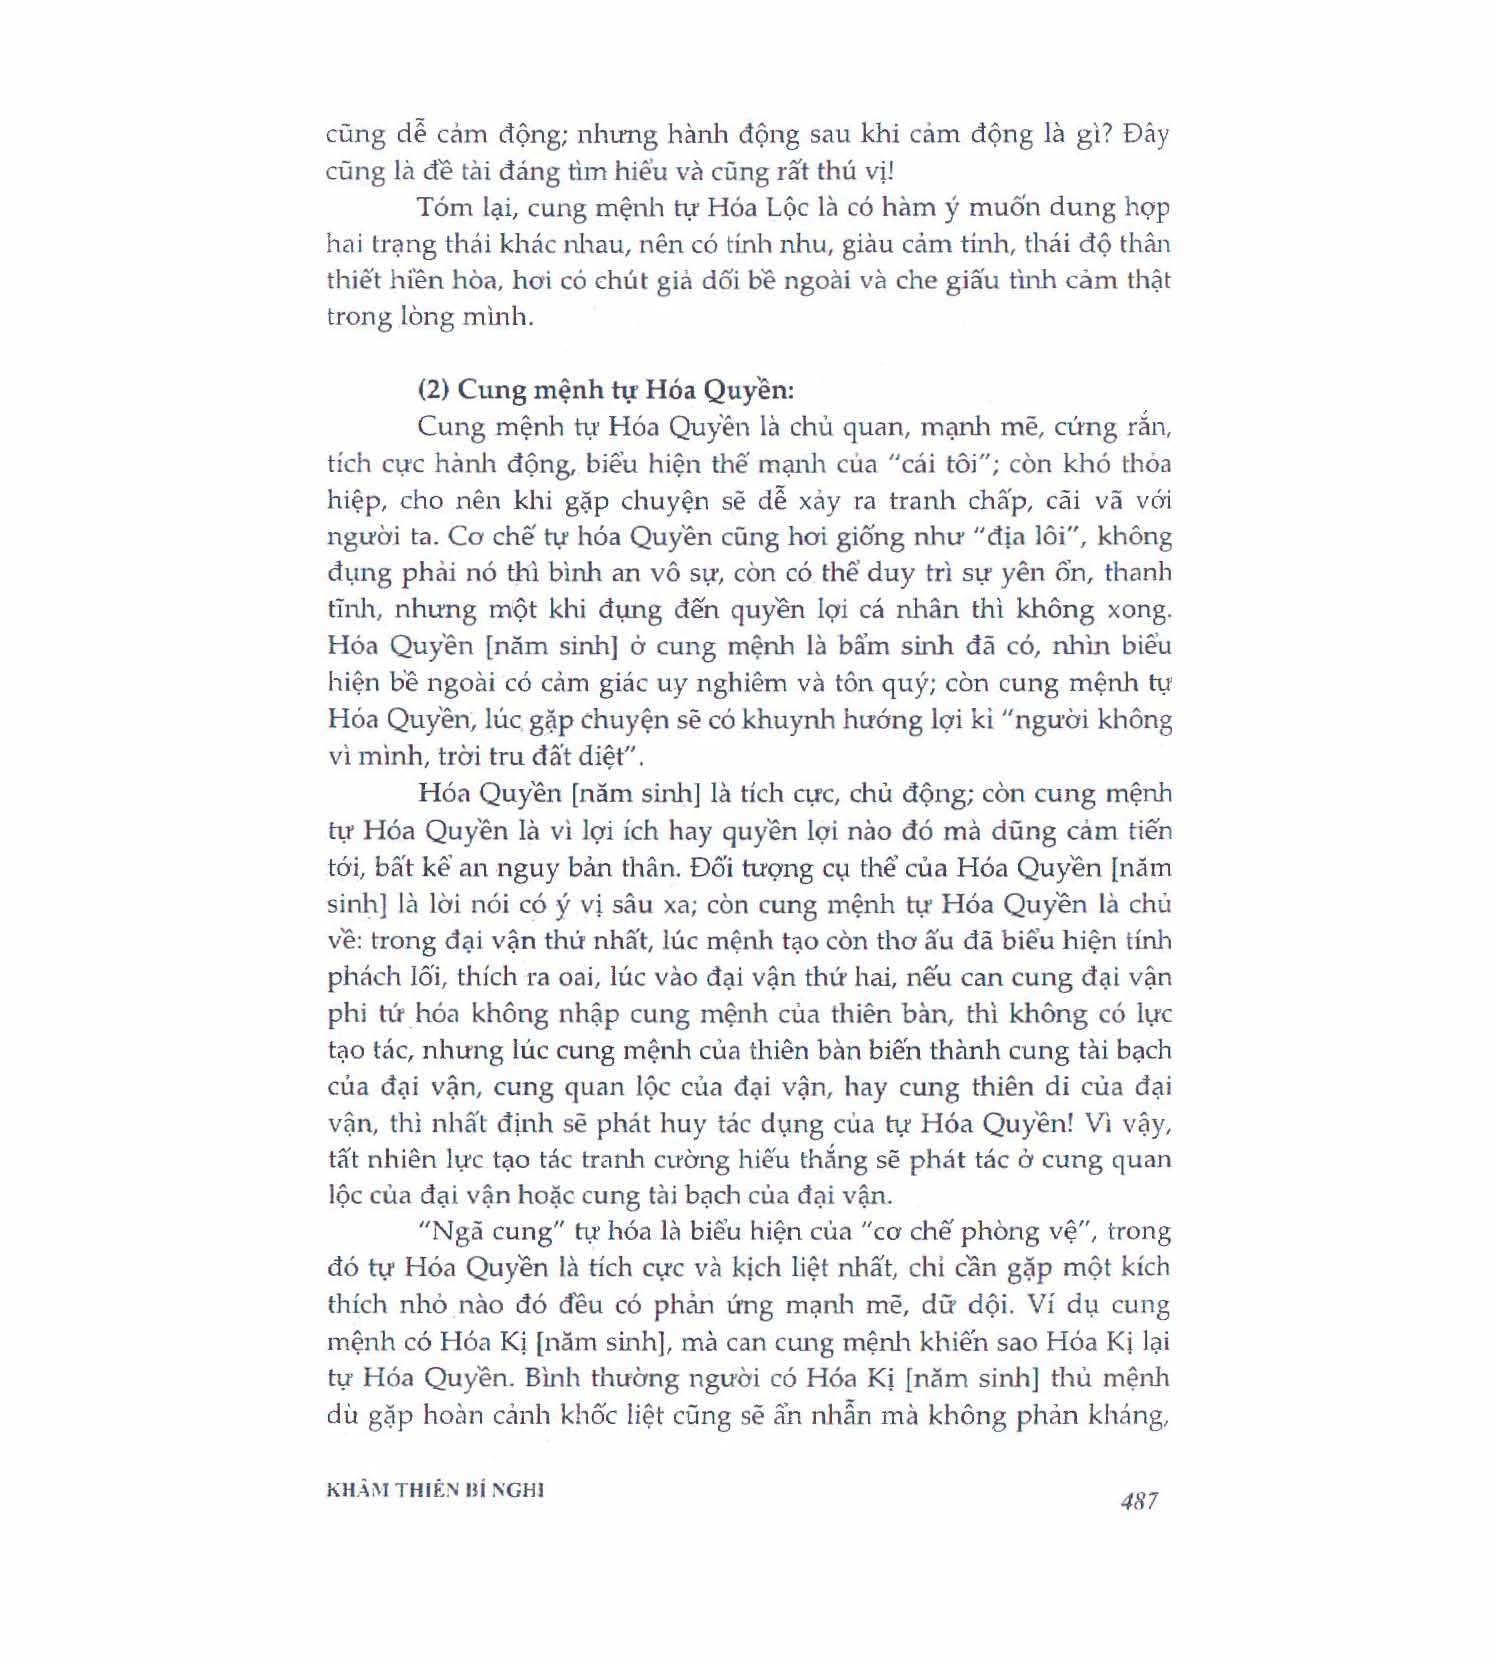 cũng dễ cảm động; nhưng hành động sau khi cảm động là gì? Đây
cũng là đề tài đáng tìm hiểu và cũng rất thú vị!
Tóm lại, cung mệnh tự Hóa Lộc là có hàm ý muốn dung hợp
hai trạng thái khác nhau, nên có tính nhu, giàu cảm tính, thái độ thân
thiết hiền hòa, hơi có chút giả dối bề ngoài và che giấu tình cảm thật
trong lòng mình.
(2) Cung mệnh tự Hóa Quyền:
Cung mệnh tự Hóa Quyền là chủ quan, mạnh mẽ, cứng rắn,
tích cực hành động, biểu hiện thế mạnh của "cái tôi"; còn khó thỏa
hiệp, cho nên khi gặp chuyện sẽ dễ xảy ra tranh chấp, cãi vã với
người ta. Cơ chế tự hóa Quyền cũng hơi giống như "địa lôi", không
đụng phải nó thì bình an vô sự, còn có thể duy trì sự yên ổn, thanh
tĩnh, nhưng một khi đụng đến quyền lợi cá nhân thì không xong.
Hóa Quyền [năm sinh] ở cung mệnh là bẩm sinh đã có, nhìn biểu
hiện bề ngoài có cảm giác uy nghiêm và tôn quý; còn cung mệnh tự
Hóa Quyền, lúc gặp chuyện sẽ có khuynh hướng lợi kỉ "người không
vì mình, trời tru đất diệt".
Hóa Quyền [năm sinh] là tích cực, chủ động; còn cung mệnh
tự Hóa Quyền là vì lợi ích hay quyền lợi nào đó mà dũng cảm tiến
tới, bất kể an nguy bản thân. Đối tượng cụ thể của Hóa Quyền [năm
sinh] là lời nói có ý vị sâu xa; còn cung mệnh tự Hóa Quyền là chủ
về: trong đại vận thứ nhất, lúc mệnh tạo còn thơ ấu đã biểu hiện tính
phách lối, thích ra oai, lúc vào đại vận thứ hai, nếu can cung đại vận
phi tứ hóa không nhập cung mệnh của thiên bàn, thì không có lực
tạo tác, nhưng lúc cung mệnh của thiên bàn biến thành cung tài bạch
của đại vận, cung quan lộc của đại vận, hay cung thiên di của đại
vận, thì nhất định sẽ phát huy tác dụng của tự Hóa Quyền! Vì vậy,
tất nhiên lực tạo tác tranh cường hiếu thắng sẽ phát tác ở cung quan
lộc của đại vận hoặc cung tài bạch của đại vận.
"Ngã cung" tự hóa là biểu hiện của "cơ chế phòng vệ", trong
đó tự Hóa Quyền là tích cực và kịch liệt nhất, chỉ cần gặp một kích
thích nhỏ nào đó đều có phản ứng mạnh mẽ, dữ dội. Ví dụ cung
mệnh có Hóa Kị [năm sinh], mà can cung mệnh khiến sao Hóa Kị lại
tự Hóa Quyền. Bình thường người có Hóa Kị [năm sinh] thủ mệnh
dù gặp hoàn cảnh khốc liệt cũng sẽ ẩn nhẫn mà không phản kháng,
KHÂM THIÊN BÍ NGHI
487